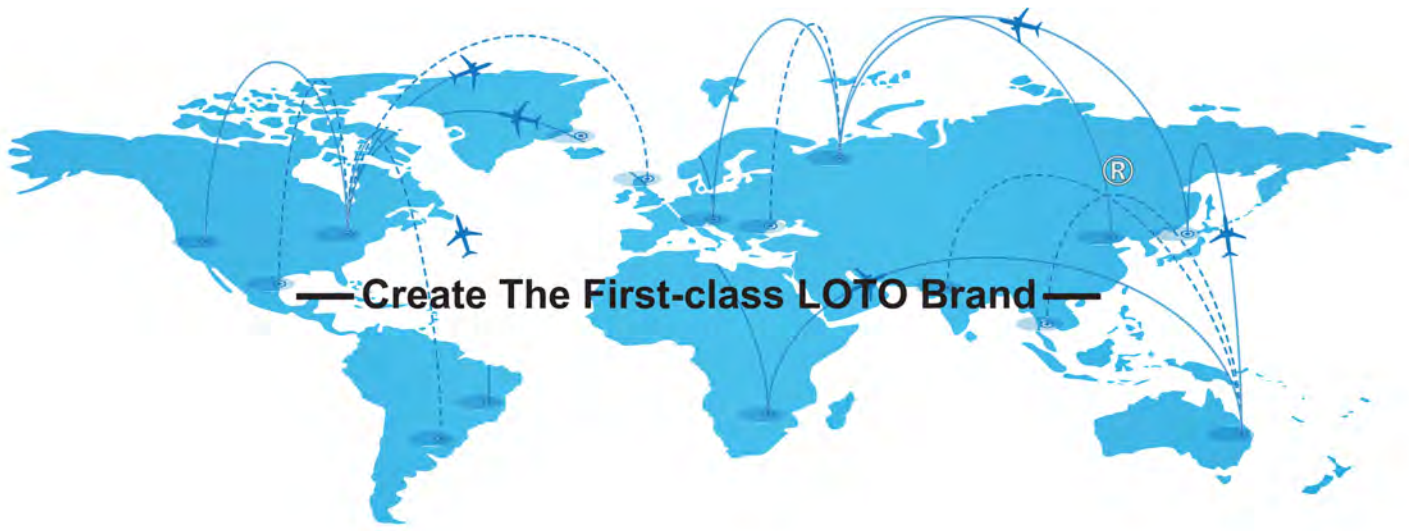 ®
—Create The First-class LOTO Brand—